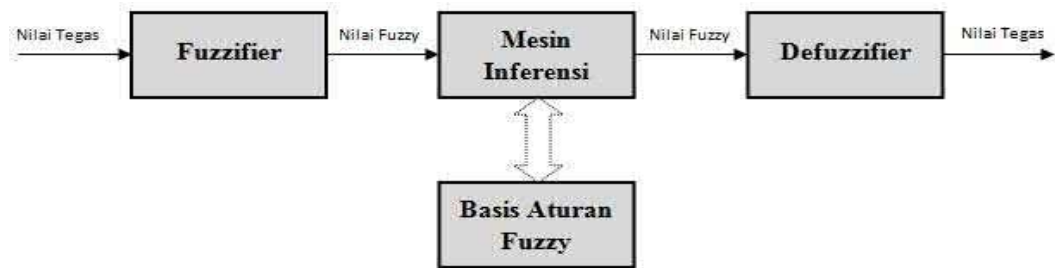 Nilai Tegas
Fuzzifier
Nilai Fuzzy
Mesin
Inferensi
Nilai Fuzzy
Defuzzifier
Nilai Tegas
Basis Aturan
Fuzzy